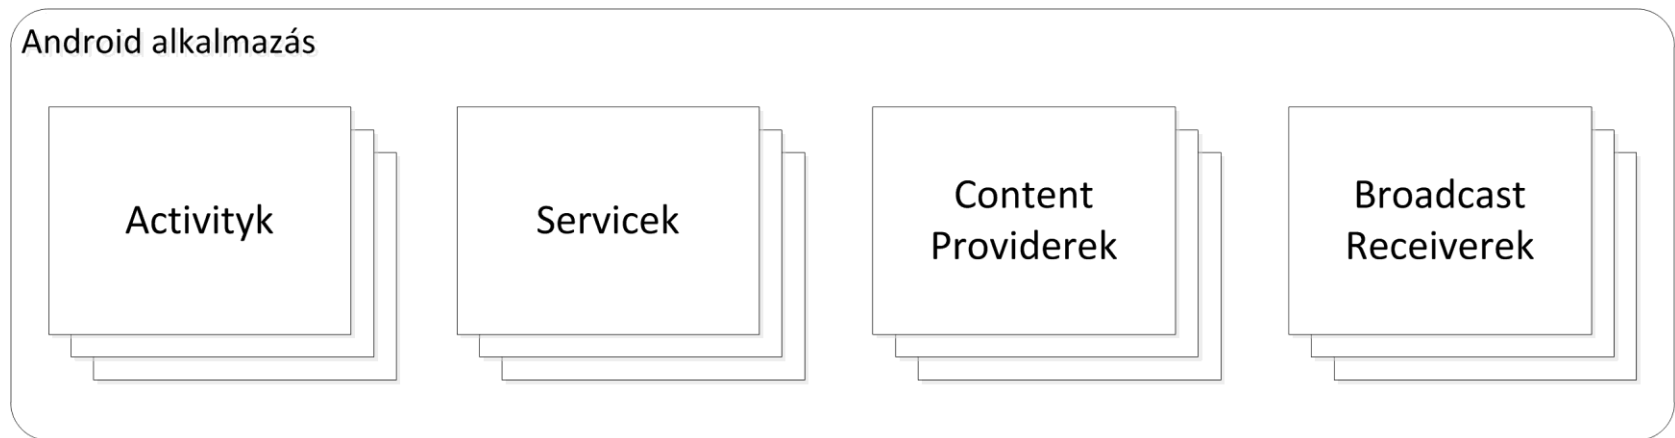 Android alkalmazás
Activityk
Servicek
Content
Providerek
Broadcast
Receiverek